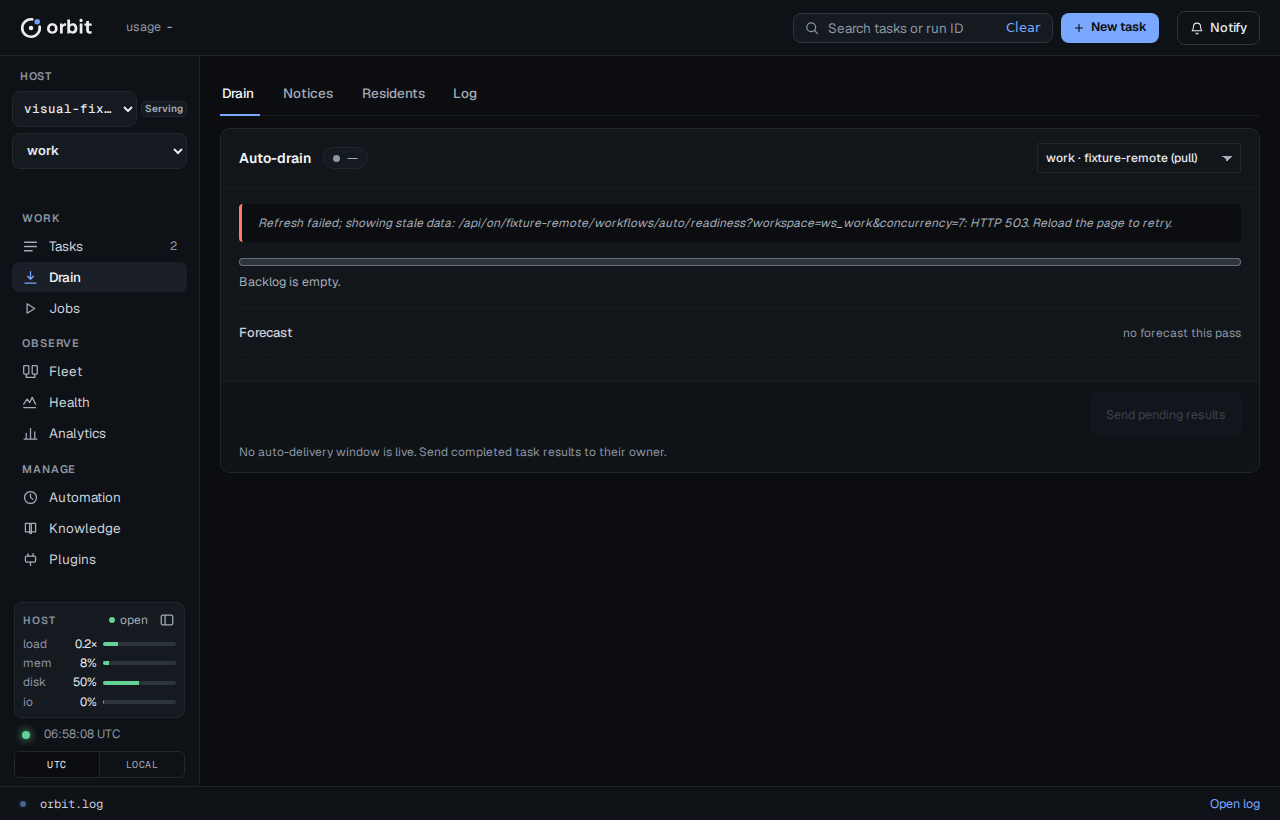 orbit
usage -
Search tasks or run ID
Clear
+ New task
Notify
HOST
visual-fix…
Serving
work
WORK
Tasks 2
Drain
Jobs
OBSERVE
Fleet
Health
Analytics
MANAGE
Automation
Knowledge
Plugins
HOST open
load 0.2×
mem 8%
disk 50%
io 0%
06:58:08 UTC
UTC LOCAL
Drain Notices Residents Log
Auto-drain —
work · fixture-remote (pull)
Refresh failed; showing stale data: /api/on/fixture-remote/workflows/auto/readiness?workspace=ws_work&concurrency=7: HTTP 503. Reload the page to retry.
Backlog is empty.
Forecast no forecast this pass
Send pending results
No auto-delivery window is live. Send completed task results to their owner.
orbit.log Open log